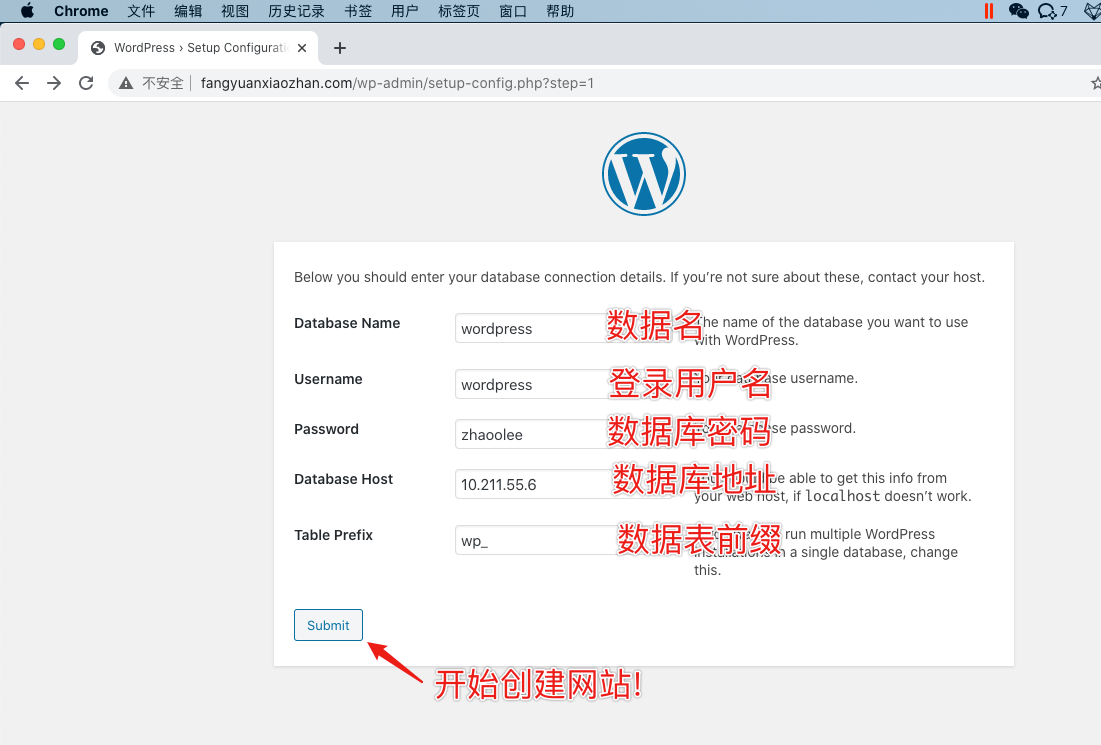 Chrome 文件 编辑 视图 历史记录 书签 用户 标签页 窗口 帮助 7
WordPress › Setup Configurati
不安全 fangyuanxiaozhan.com/wp-admin/setup-config.php?step=1
Below you should enter your database connection details. If you’re not sure about these, contact your host.
Database Name wordpress 数据名 The name of the database you want to use
with WordPress.
Username wordpress 登录用户名 database username.
Password zhaoolee 数据库密码 password.
Database Host 10.211.55.6 数据库地址 be able to get this info from
your web host, if localhost doesn’t work.
Table Prefix wp_ 数据表前缀 run multiple WordPress
installations in a single database, change
this.
Submit
开始创建网站!